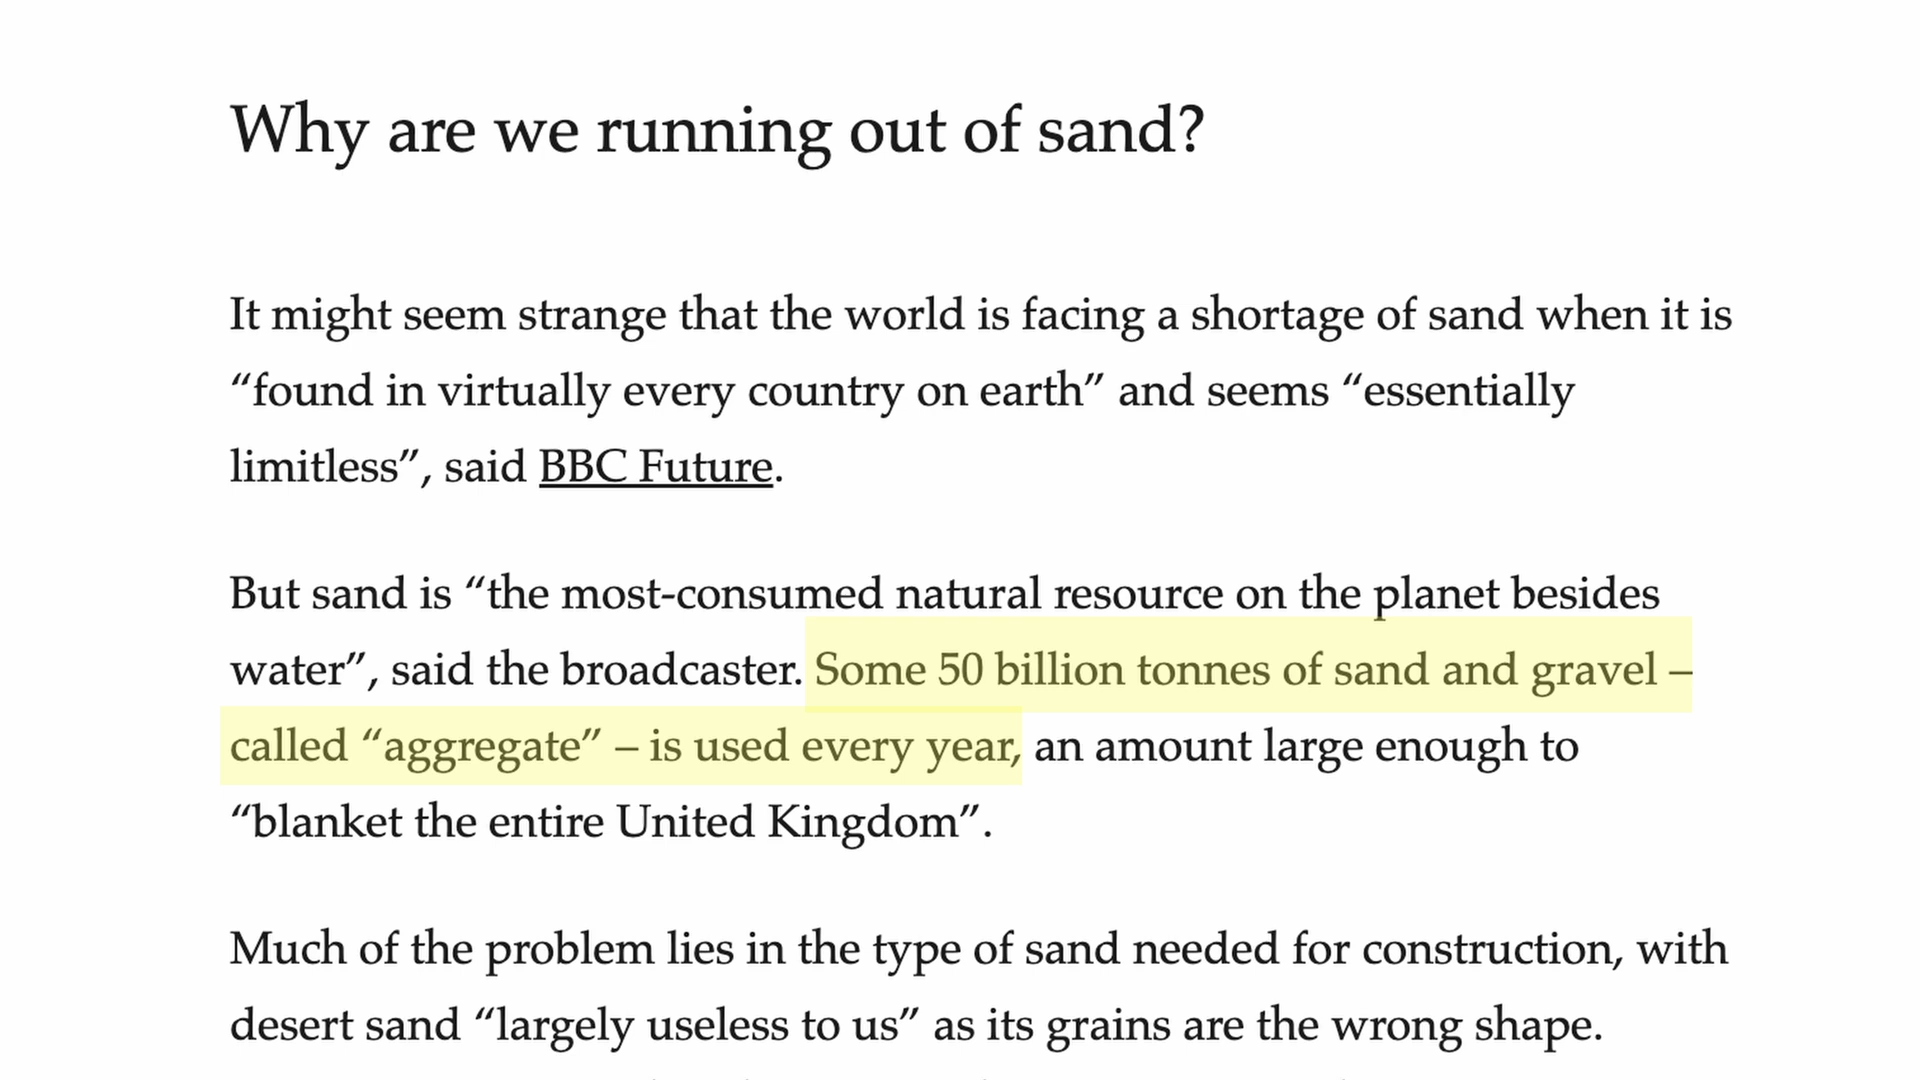 Why are we running out of sand?
It might seem strange that the world is facing a shortage of sand when it is
“found in virtually every country on earth” and seems “essentially
limitless”, said BBC Future.
But sand is “the most-consumed natural resource on the planet besides
water”, said the broadcaster. Some 50 billion tonnes of sand and gravel –
called “aggregate” – is used every year, an amount large enough to
“blanket the entire United Kingdom”.
Much of the problem lies in the type of sand needed for construction, with
desert sand “largely useless to us” as its grains are the wrong shape.